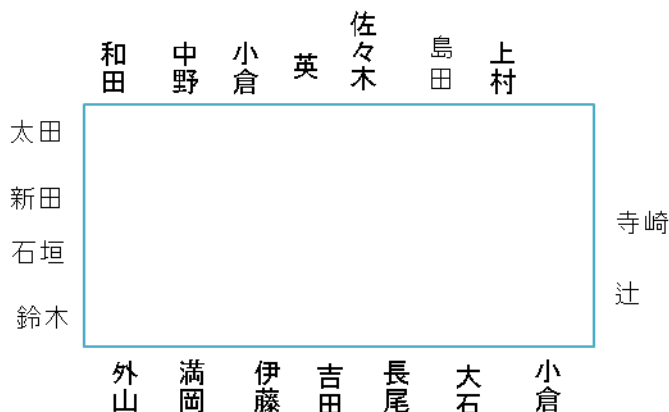 和田
中野
小倉
英
佐々木
島田
上村
太田
新田
石垣
鈴木
寺崎
辻
外山
満岡
伊藤
吉田
長尾
大石
小倉